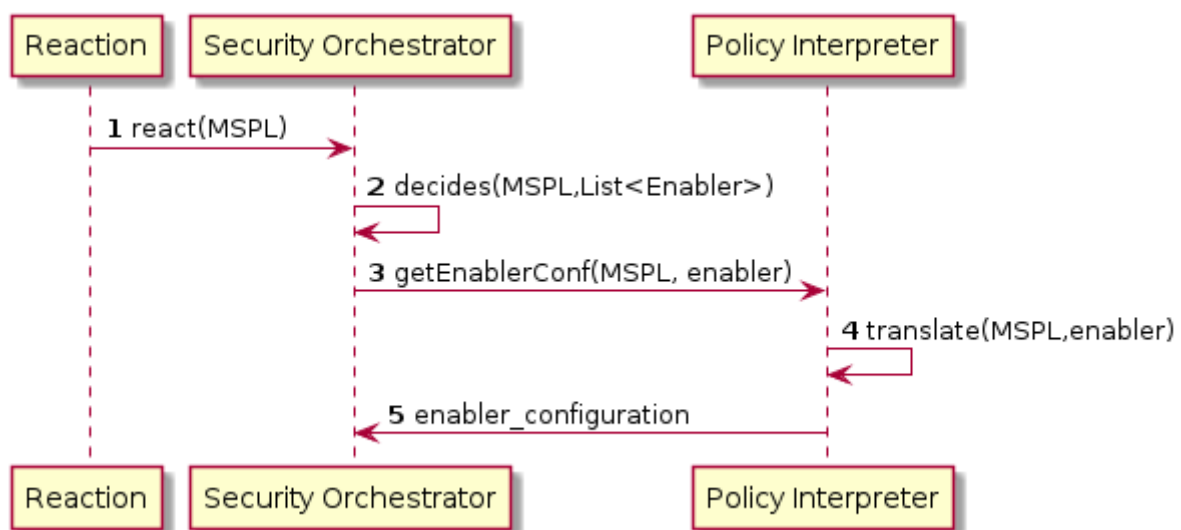 Reaction
Security Orchestrator
Policy Interpreter
1 react(MSPL)
2 decides(MSPL,List<Enabler>)
3 getEnablerConf(MSPL, enabler)
4 translate(MSPL,enabler)
5 enabler_configuration
Reaction
Security Orchestrator
Policy Interpreter